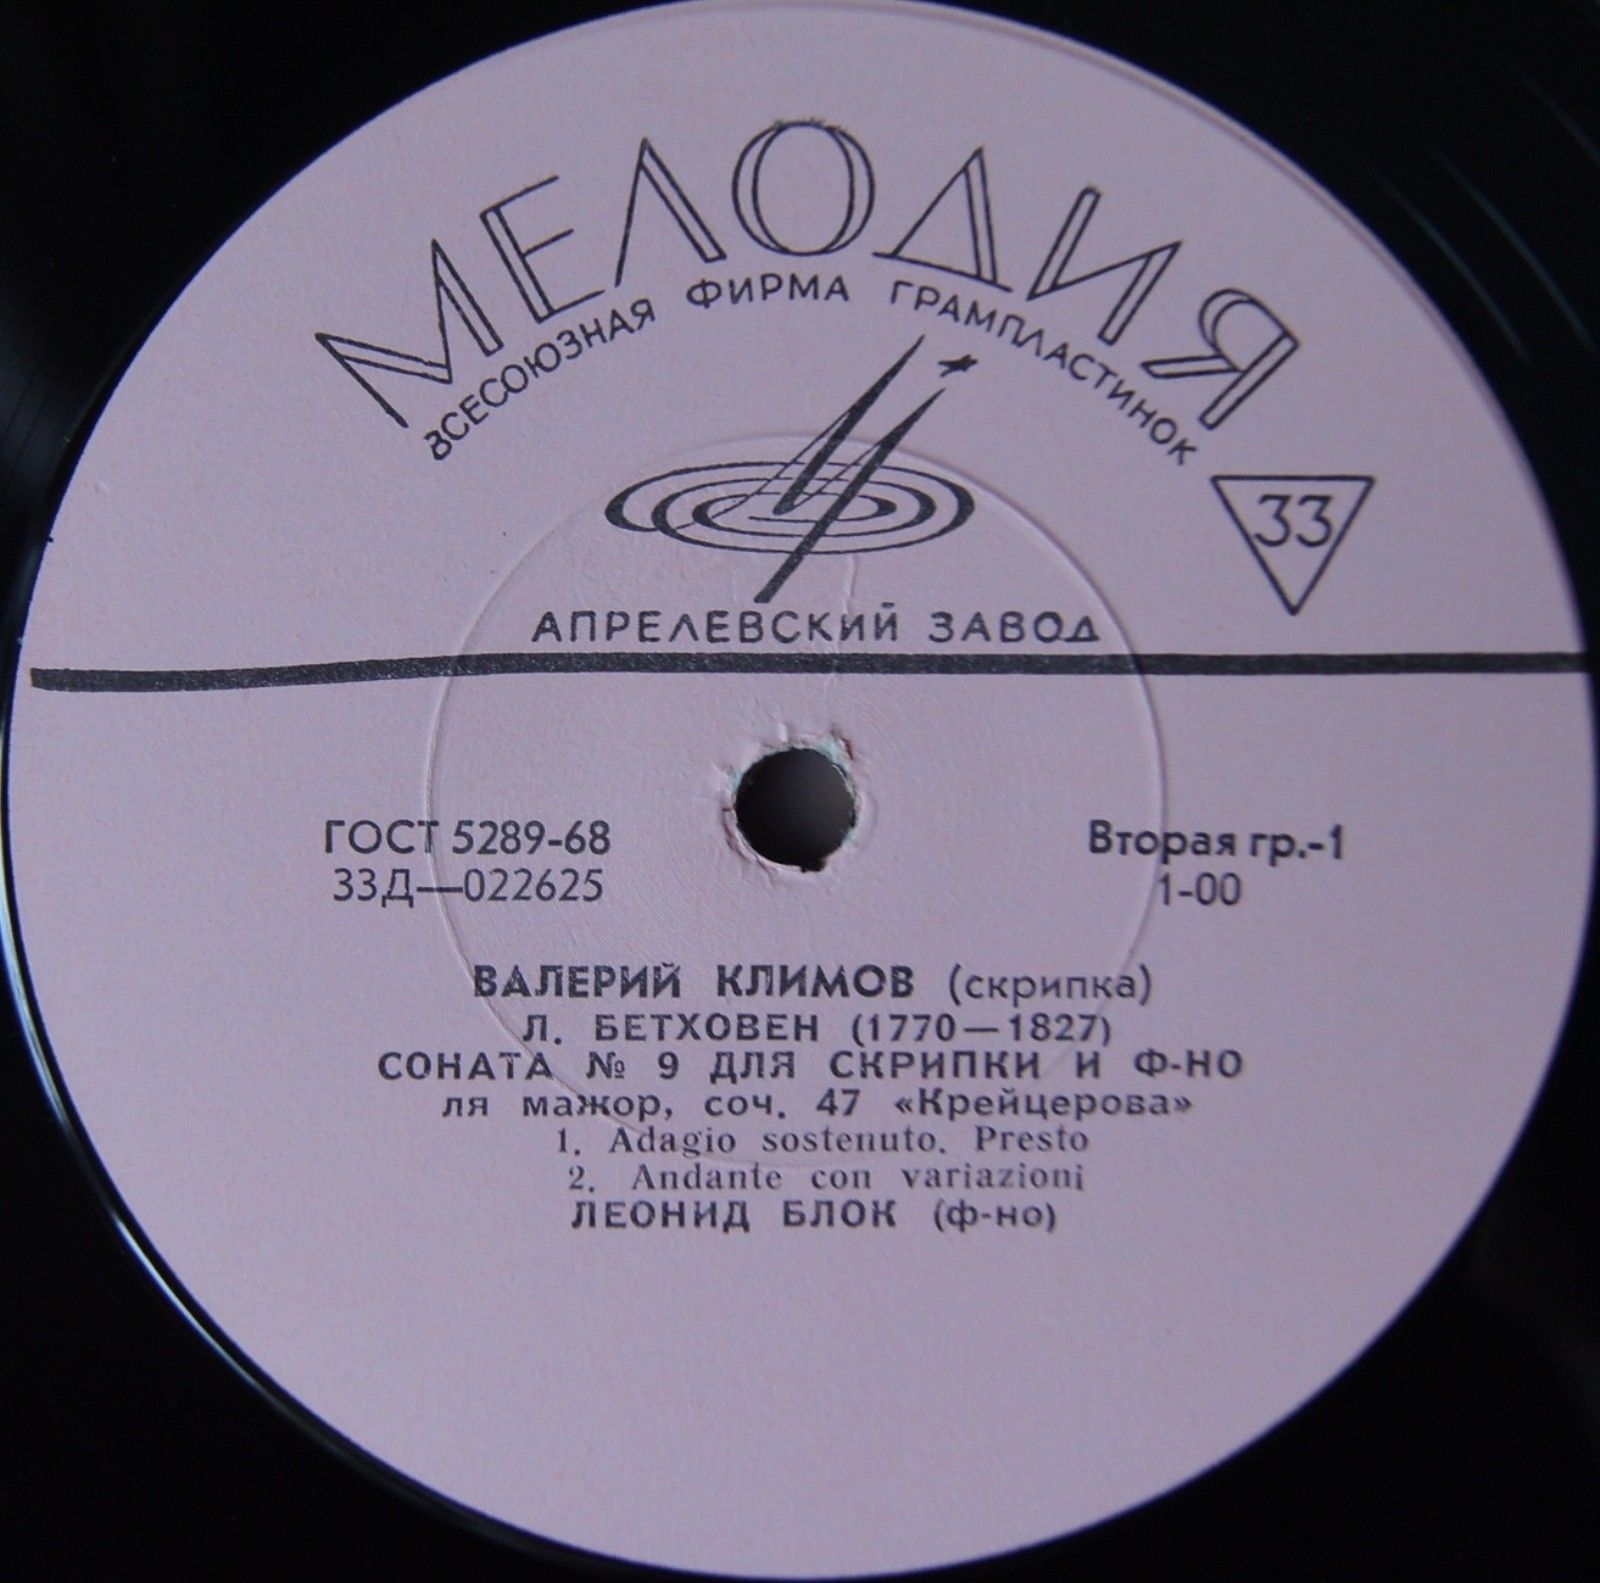 МЕЛОДИЯ
ВСЕСОЮЗНАЯ ФИРМА ГРАМПЛАСТИНОК
33
АПРЕЛЕВСКИЙ ЗАВОД
ГОСТ 5289-68
Вторая гр.-1
33Д—022625
1-00
ВАЛЕРИЙ КЛИМОВ (скрипка)
Л. БЕТХОВЕН (1770—1827)
СОНАТА № 9 ДЛЯ СКРИПКИ И Ф-НО
ля мажор, соч. 47 «Крейцерова»
1. Adagio sostenuto. Presto
2. Andante con variazioni
ЛЕОНИД БЛОК (ф-но)